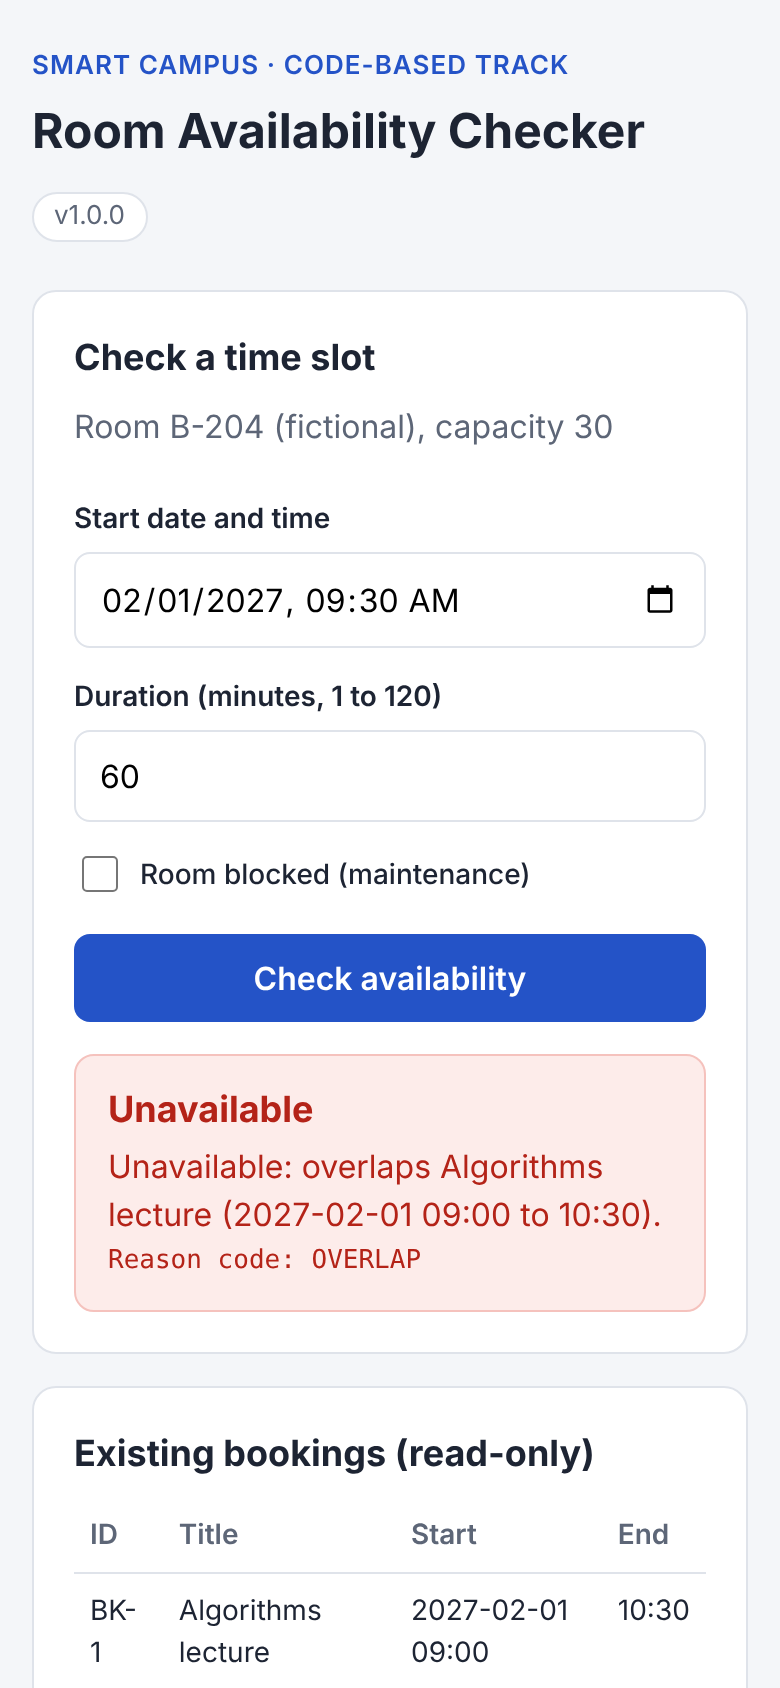 SMART CAMPUS · CODE-BASED TRACK
Room Availability Checker
v1.0.0
Check a time slot
Room B-204 (fictional), capacity 30
Start date and time
02/01/2027, 09:30 AM
Duration (minutes, 1 to 120)
60
Room blocked (maintenance)
Check availability
Unavailable
Unavailable: overlaps Algorithms
lecture (2027-02-01 09:00 to 10:30).
Reason code: OVERLAP
Existing bookings (read-only)
ID Title Start End
BK- Algorithms 2027-02-01 10:30
1 lecture 09:00